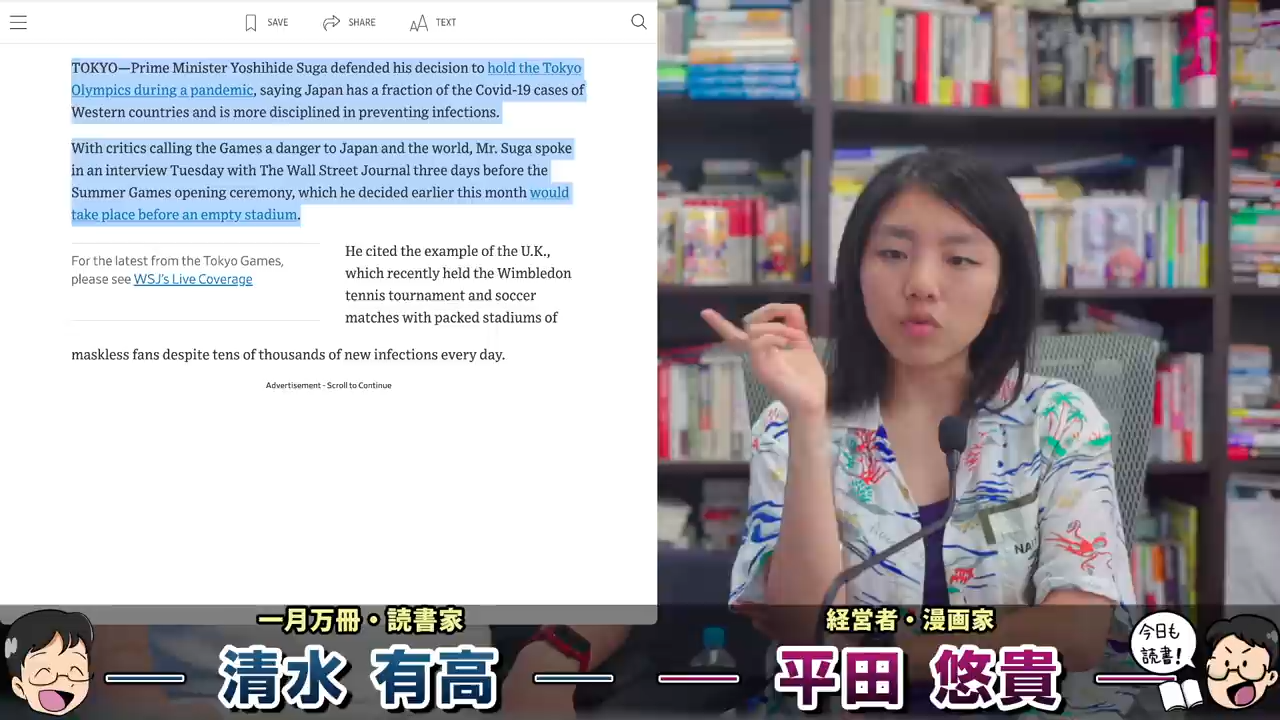 SAVE
SHARE
TEXT
TOKYO—Prime Minister Yoshihide Suga defended his decision to hold the Tokyo
Olympics during a pandemic, saying Japan has a fraction of the Covid-19 cases of
Western countries and is more disciplined in preventing infections.
With critics calling the Games a danger to Japan and the world, Mr. Suga spoke
in an interview Tuesday with The Wall Street Journal three days before the
Summer Games opening ceremony, which he decided earlier this month would
take place before an empty stadium.
For the latest from the Tokyo Games,
please see WSJ's Live Coverage
He cited the example of the U.K.,
which recently held the Wimbledon
tennis tournament and soccer
matches with packed stadiums of
maskless fans despite tens of thousands of new infections every day.
Advertisement - Scroll to Continue
一月万冊・読書家
清水 有高
経営者・漫画家
平田 悠貴
今日も
読書!